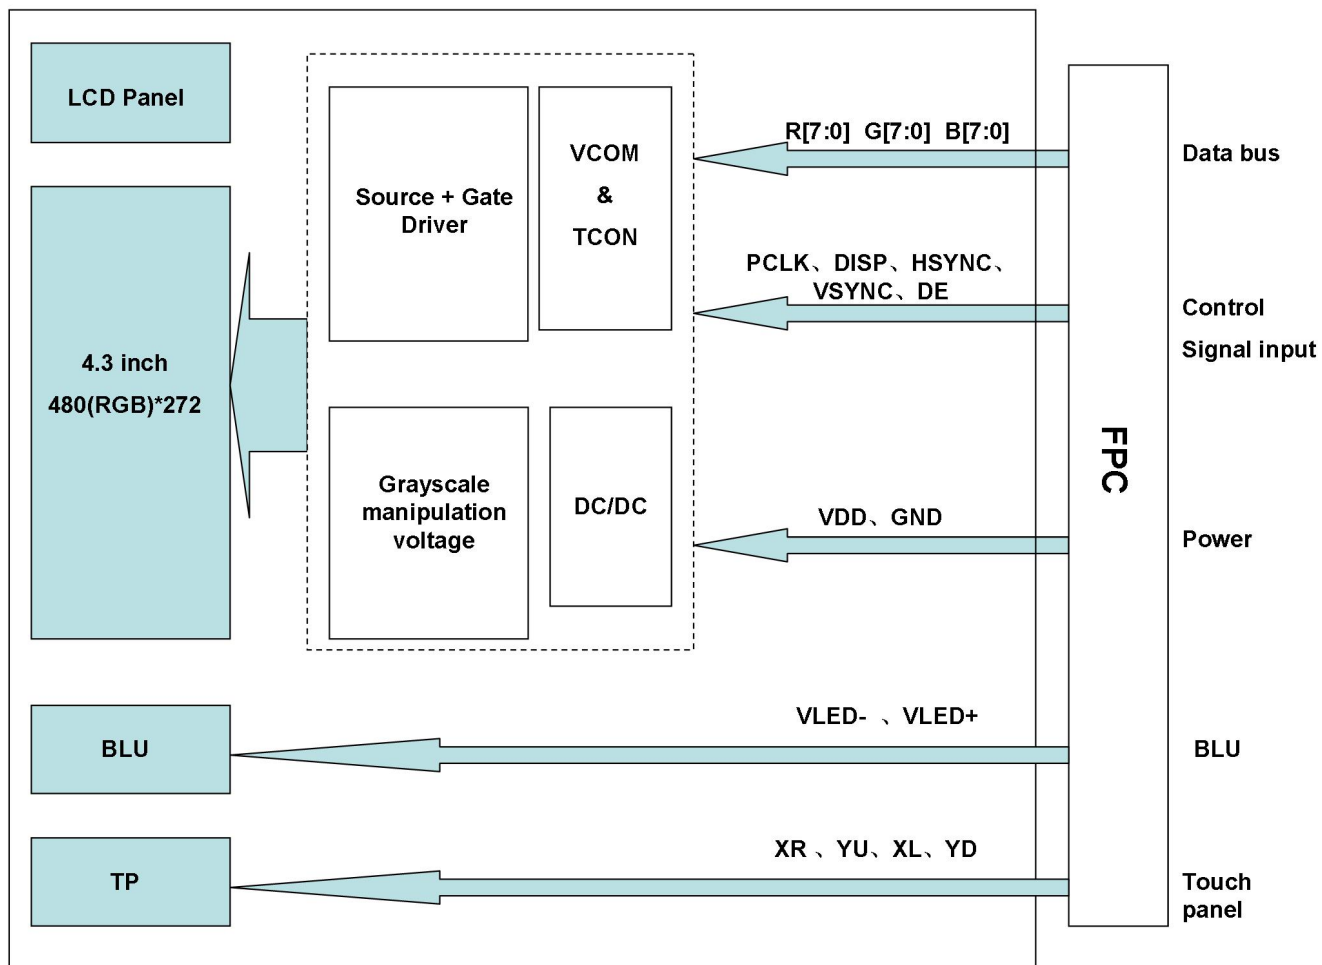 LCD Panel
4.3 inch
480(RGB)*272
BLU
TP
Source + Gate
Driver
VCOM
&
TCON
Grayscale
manipulation
voltage
DC/DC
R[7:0] G[7:0] B[7:0]
PCLK、DISP、HSYNC、
VSYNC、DE
VDD、GND
VLED- 、VLED+
XR 、YU、XL、YD
FPC
Data bus
Control
Signal input
Power
BLU
Touch
panel